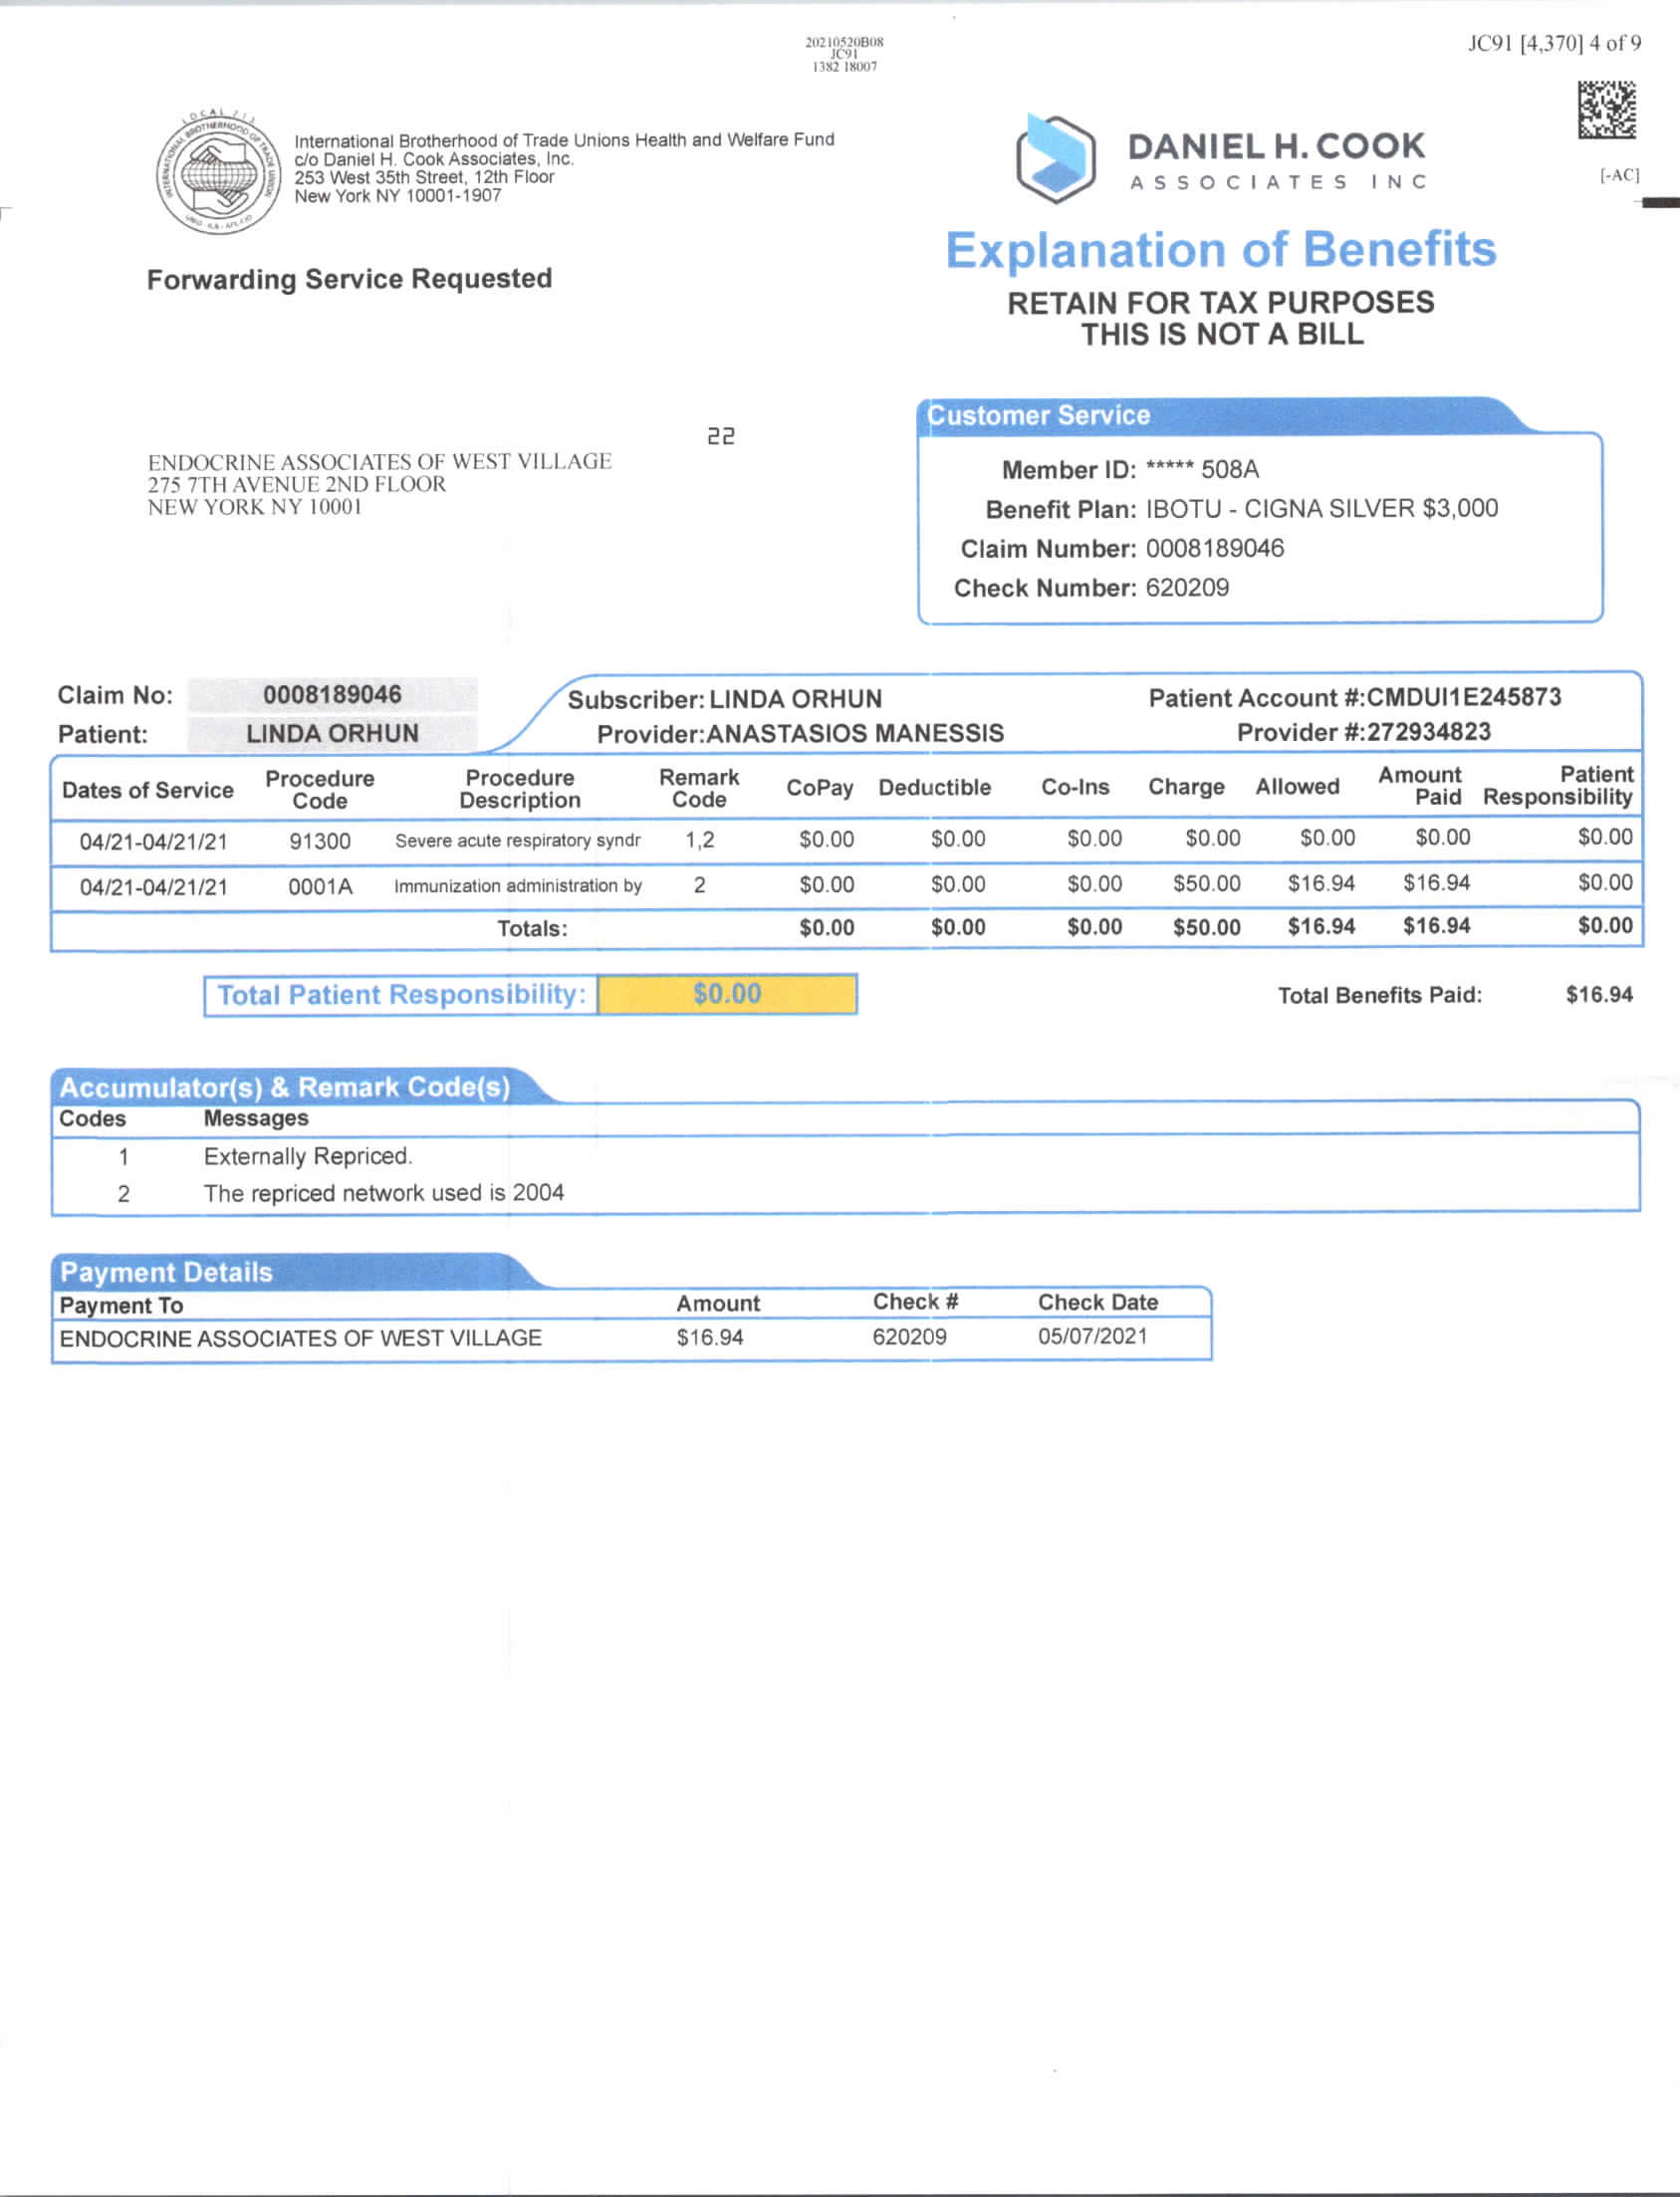 20210520B08
JC91
1382 18007
JC91 [4,370] 4 of 9
LOCAL 713
INTERNATIONAL BROTHERHOOD OF TRADE UNION
International Brotherhood of Trade Unions Health and Welfare Fund
c/o Daniel H. Cook Associates, Inc.
253 West 35th Street, 12th Floor
New York NY 10001-1907
DANIEL H. COOK
ASSOCIATES INC
[-AC]
Explanation of Benefits
Forwarding Service Requested
RETAIN FOR TAX PURPOSES
THIS IS NOT A BILL
22
ENDOCRINE ASSOCIATES OF WEST VILLAGE
275 7TH AVENUE 2ND FLOOR
NEW YORK NY 10001
Customer Service
Member ID: ***** 508A
Benefit Plan: IBOTU - CIGNA SILVER $3,000
Claim Number: 0008189046
Check Number: 620209
Claim No: 0008189046 Subscriber: LINDA ORHUN Patient Account #:CMDUI1E245873
Patient: LINDA ORHUN Provider:ANASTASIOS MANESSIS Provider #:272934823
Dates of Service Procedure Code Procedure Description Remark Code CoPay Deductible Co-Ins Charge Allowed Amount Paid Patient Responsibility
04/21-04/21/21 91300 Severe acute respiratory syndr 1,2 $0.00 $0.00 $0.00 $0.00 $0.00 $0.00 $0.00
04/21-04/21/21 0001A Immunization administration by 2 $0.00 $0.00 $0.00 $50.00 $16.94 $16.94 $0.00
Totals: $0.00 $0.00 $0.00 $50.00 $16.94 $16.94 $0.00
Total Patient Responsibility: $0.00 Total Benefits Paid: $16.94
Accumulator(s) & Remark Code(s)
Codes Messages
1 Externally Repriced.
2 The repriced network used is 2004
Payment Details
Payment To Amount Check # Check Date
ENDOCRINE ASSOCIATES OF WEST VILLAGE $16.94 620209 05/07/2021